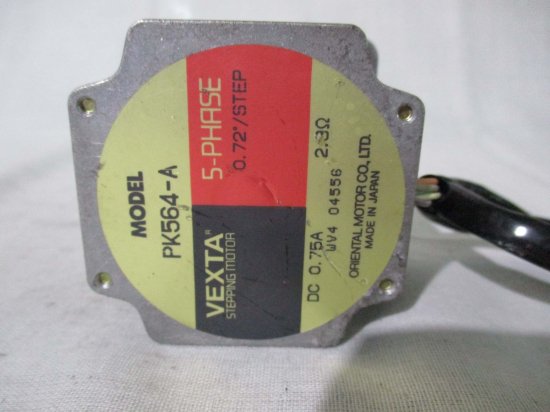 MODEL
PK564-A
VEXTA®
STEPPING MOTOR
5-PHASE
0.72°/STEP
DC 0.75A 2.3Ω
WV4 04556
ORIENTAL MOTOR CO., LTD.
MADE IN JAPAN